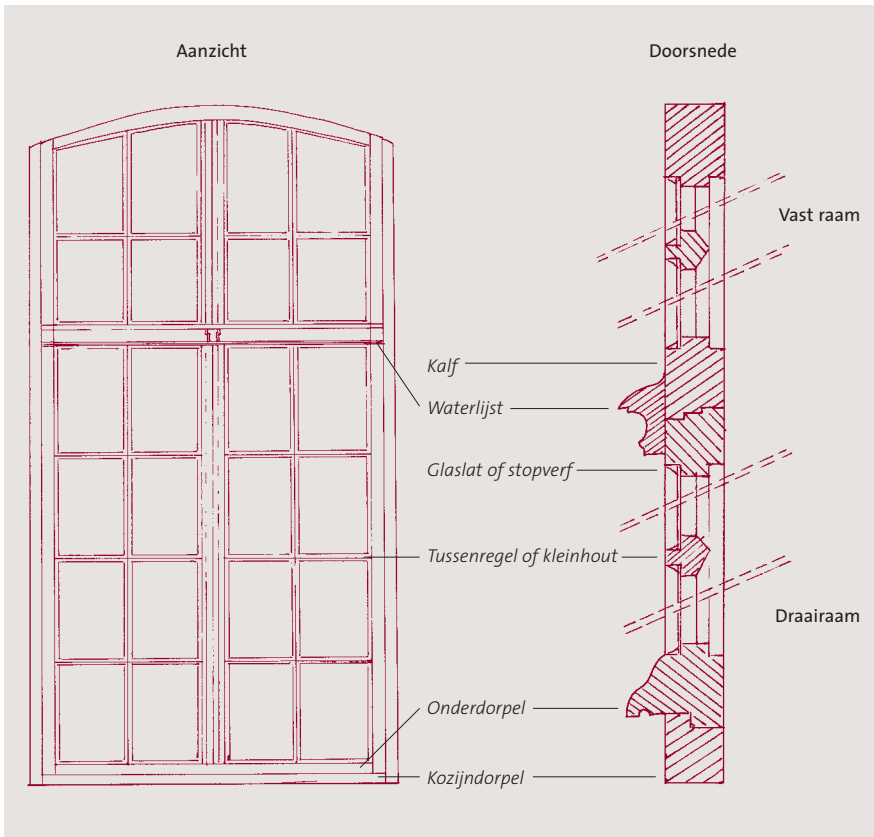 Aanzicht
Doorsnede
Vast raam
Kalf
Waterlijst
Glaslat of stopverf
Tussenregel of kleinhout
Draairaam
Onderdorpel
Kozijndorpel